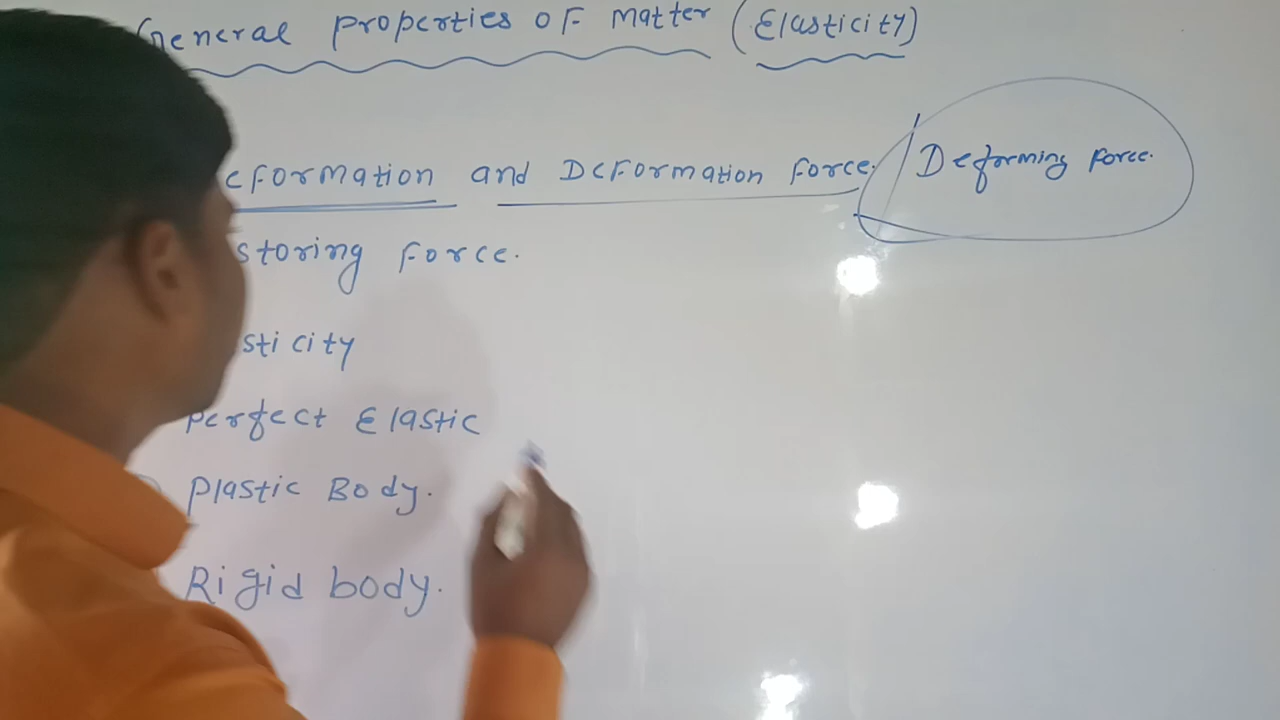 General Properties OF Matter (Elasticity)
eformation and Deformation Force. / Deforming Force.
storing Force.
sticity
Perfect Elastic
Plastic Body.
Rigid body.